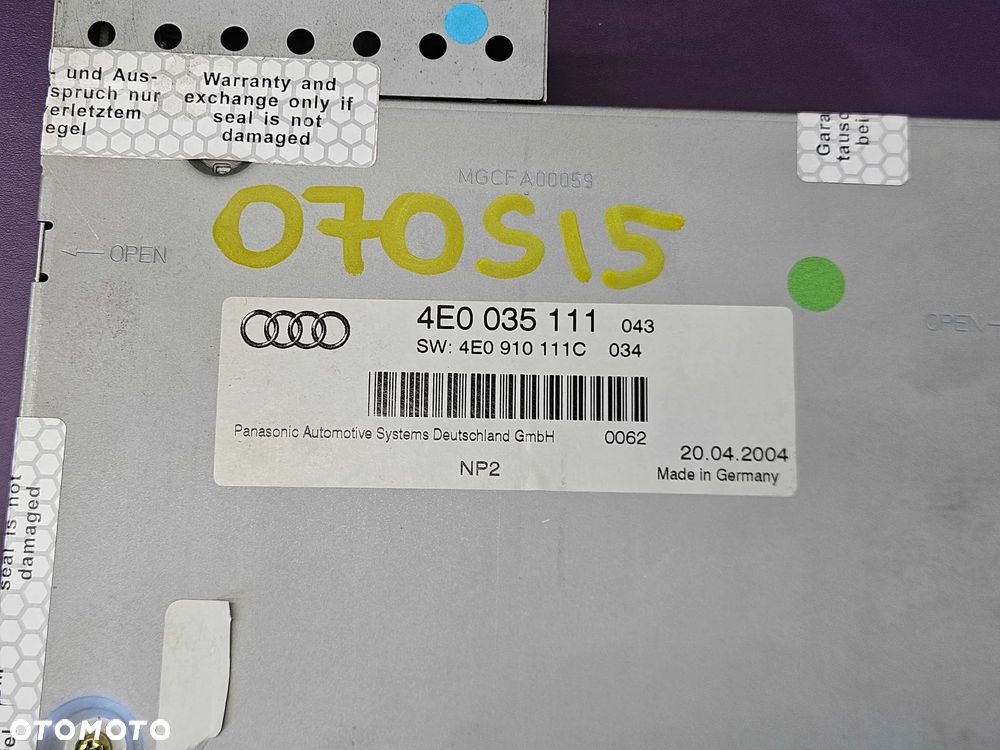 - und Aus-
spruch nur
verletztem
egel
Warranty and
exchange only if
seal is not
damaged
Gara
tausc
bei
MGCFA00059
070S15
OPEN
OPEN
4E0 035 111 043
SW: 4E0 910 111C 034
Panasonic Automotive Systems Deutschland GmbH 0062
20.04.2004
NP2
Made in Germany
seal is not
damaged
OTOMOTO